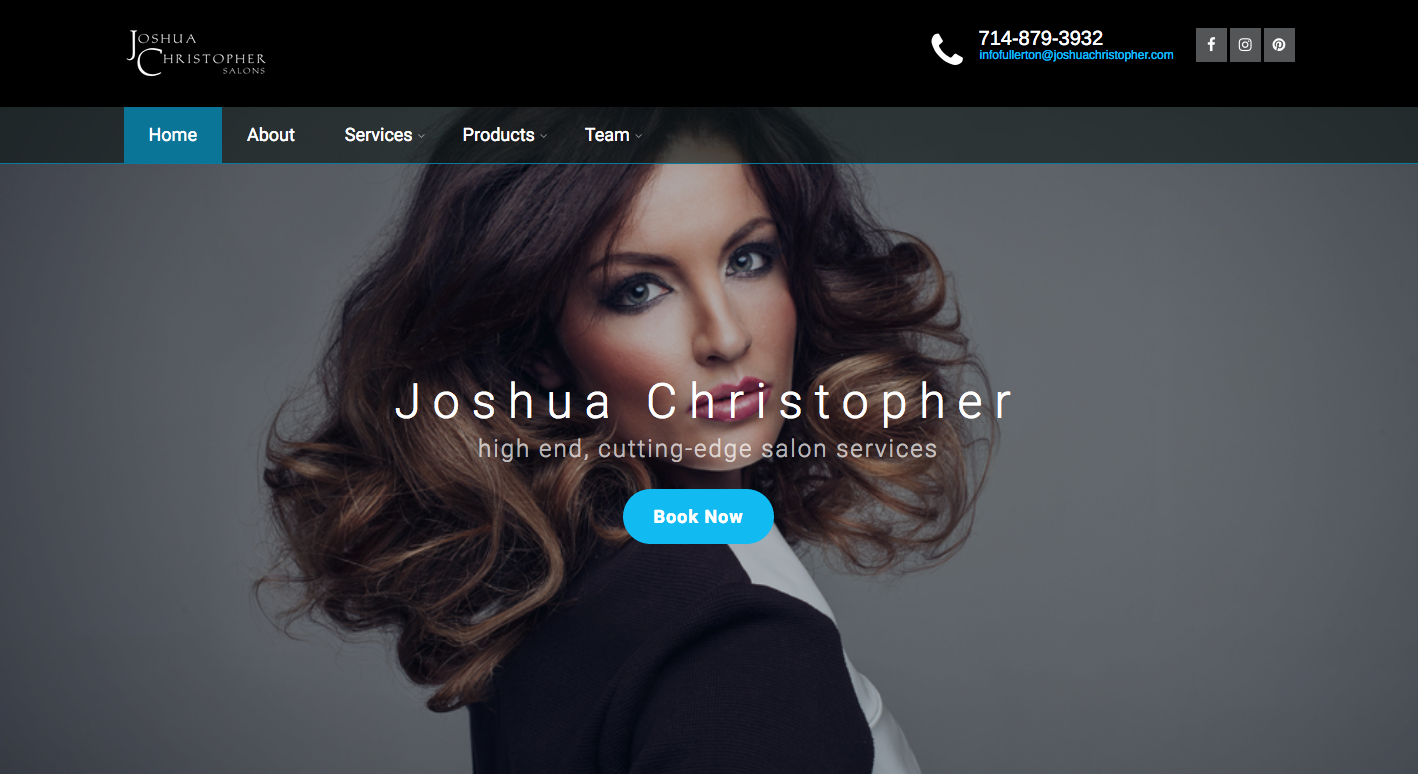 JOSHUA
CHRISTOPHER
SALONS
714-879-3932
infofullerton@joshuachristopher.com
Home
About
Services
Products
Team
Joshua Christopher
high end, cutting-edge salon services
Book Now